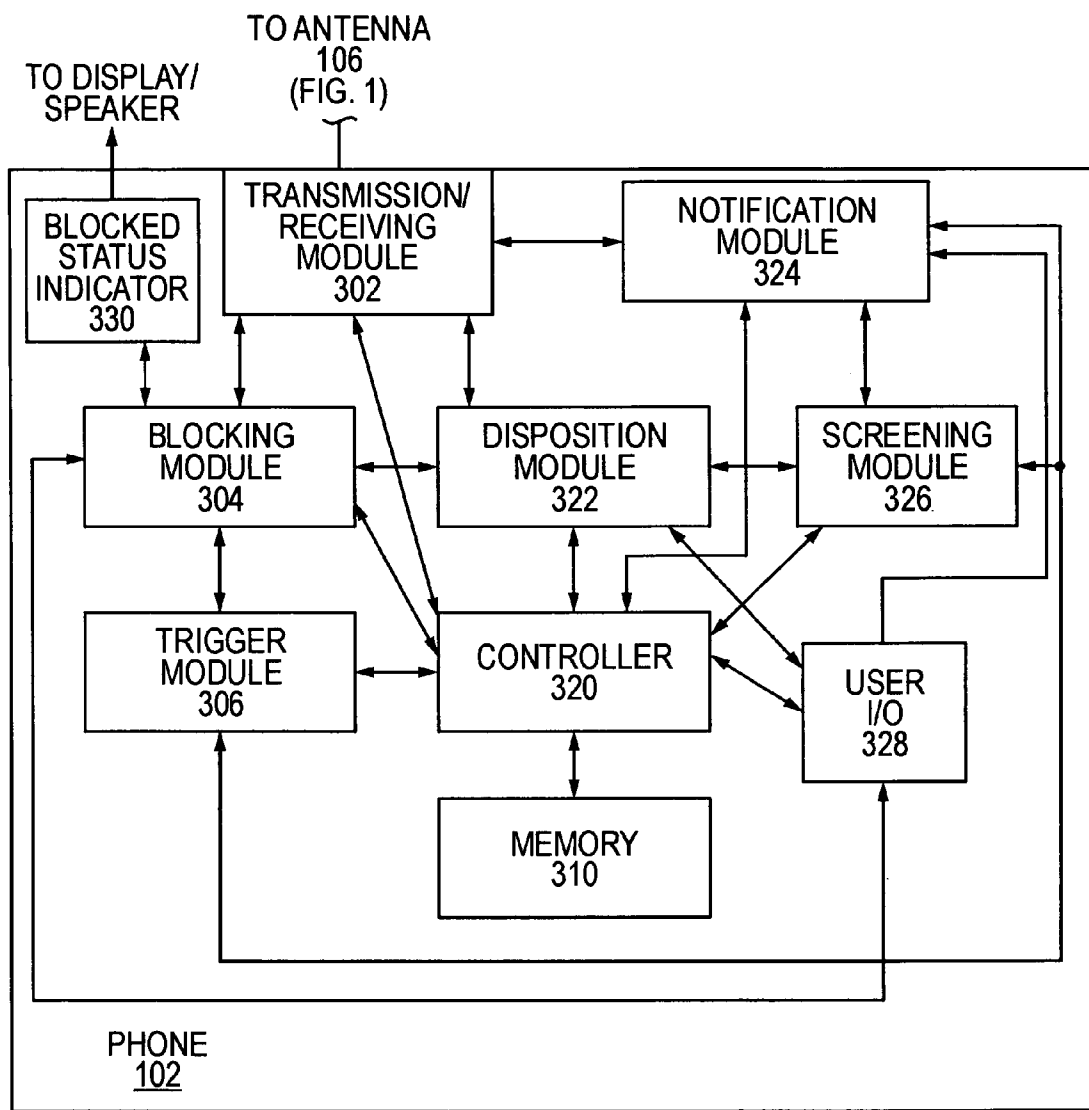 TO ANTENNA
106
(FIG. 1)
TO DISPLAY/
SPEAKER
BLOCKED
STATUS
INDICATOR
330
TRANSMISSION/
RECEIVING
MODULE
302
NOTIFICATION
MODULE
324
BLOCKING
MODULE
304
DISPOSITION
MODULE
322
SCREENING
MODULE
326
TRIGGER
MODULE
306
CONTROLLER
320
USER
I/O
328
MEMORY
310
PHONE
102